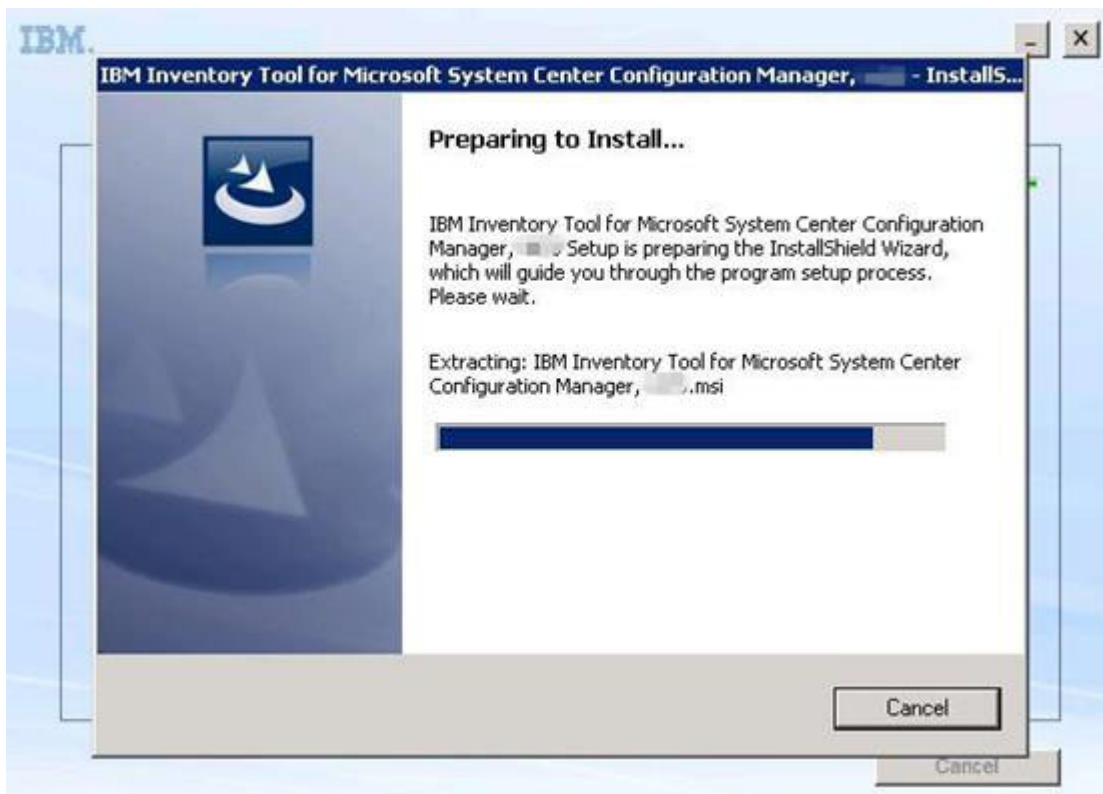 IBM.
IBM Inventory Tool for Microsoft System Center Configuration Manager, - InstallS...
Preparing to Install...
IBM Inventory Tool for Microsoft System Center Configuration
Manager, Setup is preparing the InstallShield Wizard,
which will guide you through the program setup process.
Please wait.
Extracting: IBM Inventory Tool for Microsoft System Center
Configuration Manager, .msi
Cancel
Cancel